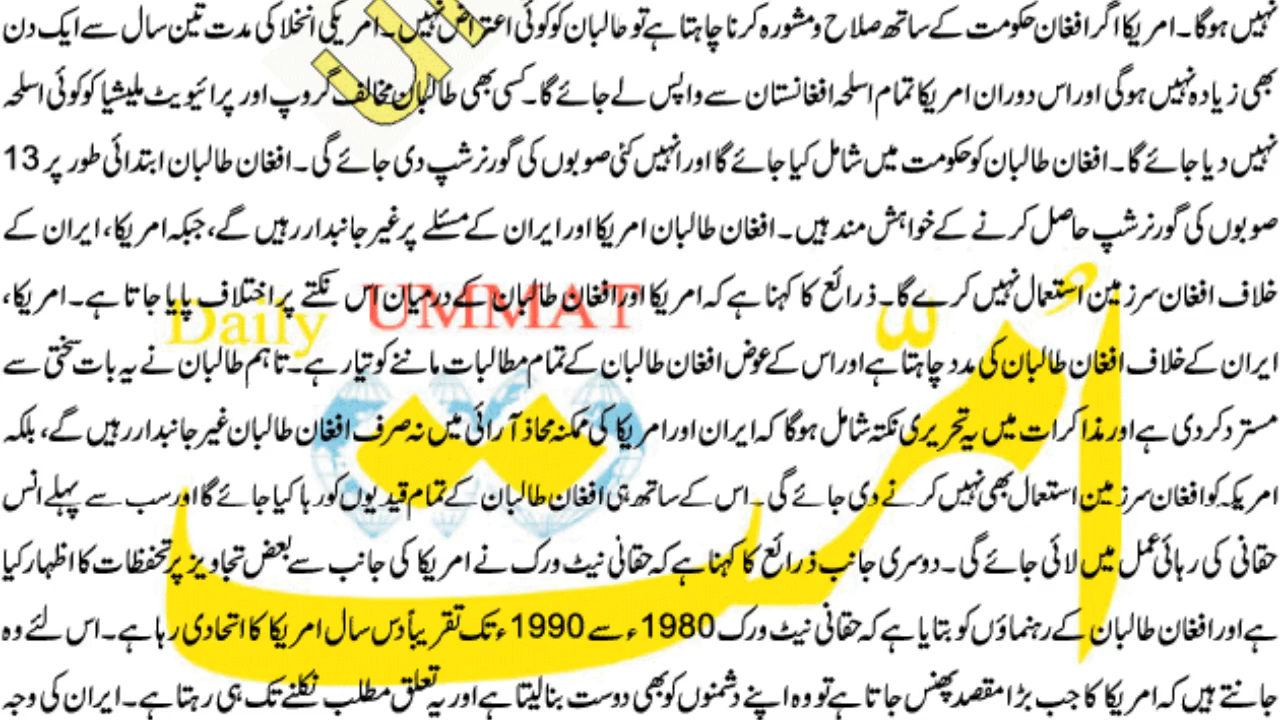 نہیں ہوگا۔ امریکا اگر افغان حکومت کے ساتھ صلاح و مشورہ کرنا چاہتا ہے تو طالبان کو کوئی اعتراض نہیں۔ امریکی انخلا کی مدت تین سال سے ایک دن
بھی زیادہ نہیں ہوگی اور اس دوران امریکا تمام اسلحہ افغانستان سے واپس لے جائے گا۔ کسی بھی طالبان مخالف گروپ اور پرائیویٹ ملیشیا کو کوئی اسلحہ
نہیں دیا جائے گا۔ افغان طالبان کو حکومت میں شامل کیا جائے گا اور انہیں کئی صوبوں کی گورنرشپ دی جائے گی۔ افغان طالبان ابتدائی طور پر 13
صوبوں کی گورنرشپ حاصل کرنے کے خواہش مند ہیں۔ افغان طالبان امریکا اور ایران کے مسئلے پر غیر جانبدار رہیں گے، جبکہ امریکا، ایران کے
خلاف افغان سرزمین استعمال نہیں کرے گا۔ ذرائع کا کہنا ہے کہ امریکا اور افغان طالبان کے درمیان اس نکتے پر اختلاف پایا جاتا ہے۔ امریکا،
Daily UMMAT
ایران کے خلاف افغان طالبان کی مدد چاہتا ہے اور اس کے عوض افغان طالبان کے تمام مطالبات ماننے کو تیار ہے۔ تاہم طالبان نے یہ بات سختی سے
مسترد کر دی ہے اور مذاکرات میں یہ تحریری نکتہ شامل ہوگا کہ ایران اور امریکا کی ممکنہ محاذ آرائی میں نہ صرف افغان طالبان غیر جانبدار رہیں گے، بلکہ
امت
امریکہ کو افغان سرزمین استعمال بھی نہیں کرنے دی جائے گی۔ اس کے ساتھ ہی افغان طالبان کے تمام قیدیوں کو رہا کیا جائے گا اور سب سے پہلے انس
حقانی کی رہائی عمل میں لائی جائے گی۔ دوسری جانب ذرائع کا کہنا ہے کہ حقانی نیٹ ورک نے امریکا کی جانب سے بعض تجاویز پر تحفظات کا اظہار کیا
ہے اور افغان طالبان کے رہنماؤں کو بتایا ہے کہ حقانی نیٹ ورک 1980ء سے 1990ء تک تقریباً دس سال امریکا کا اتحادی رہا ہے۔ اس لئے وہ
جانتے ہیں کہ امریکا کا جب بڑا مقصد پھنس جاتا ہے تو وہ اپنے دشمنوں کو بھی دوست بنا لیتا ہے اور یہ تعلق مطلب نکلنے تک ہی رہتا ہے۔ ایران کی وجہ